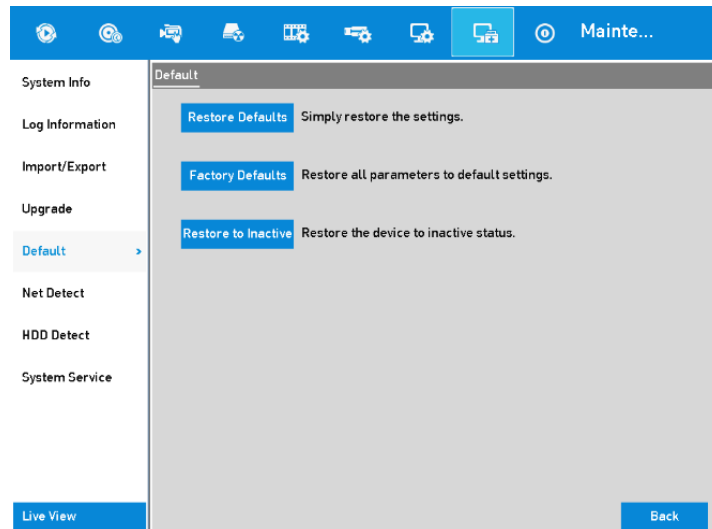 Mainte...
System Info
Log Information
Import/Export
Upgrade
Default
Net Detect
HDD Detect
System Service
Live View
Default
Restore Defaults Simply restore the settings.
Factory Defaults Restore all parameters to default settings.
Restore to Inactive Restore the device to inactive status.
Back